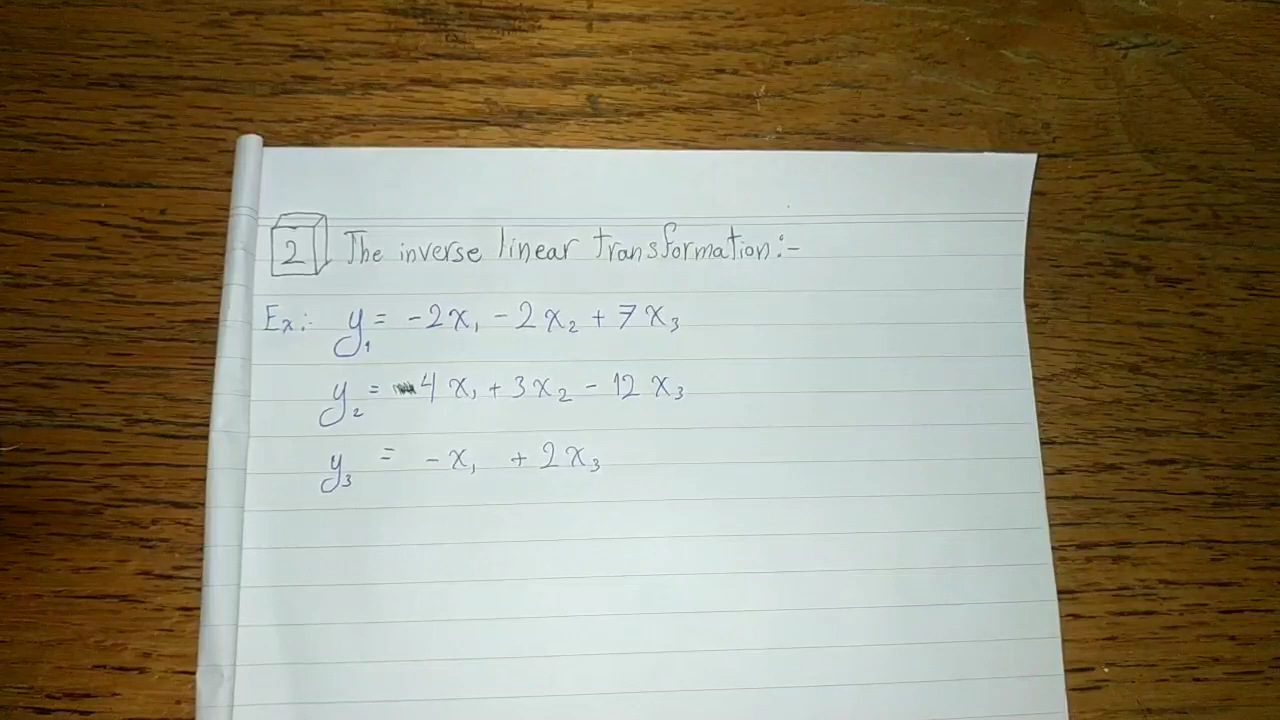 2 The inverse linear transformation:-
Ex:- y₁ = -2x₁ - 2x₂ + 7x₃
y₂ = 4x₁ + 3x₂ - 12x₃
y₃ = -x₁ + 2x₃